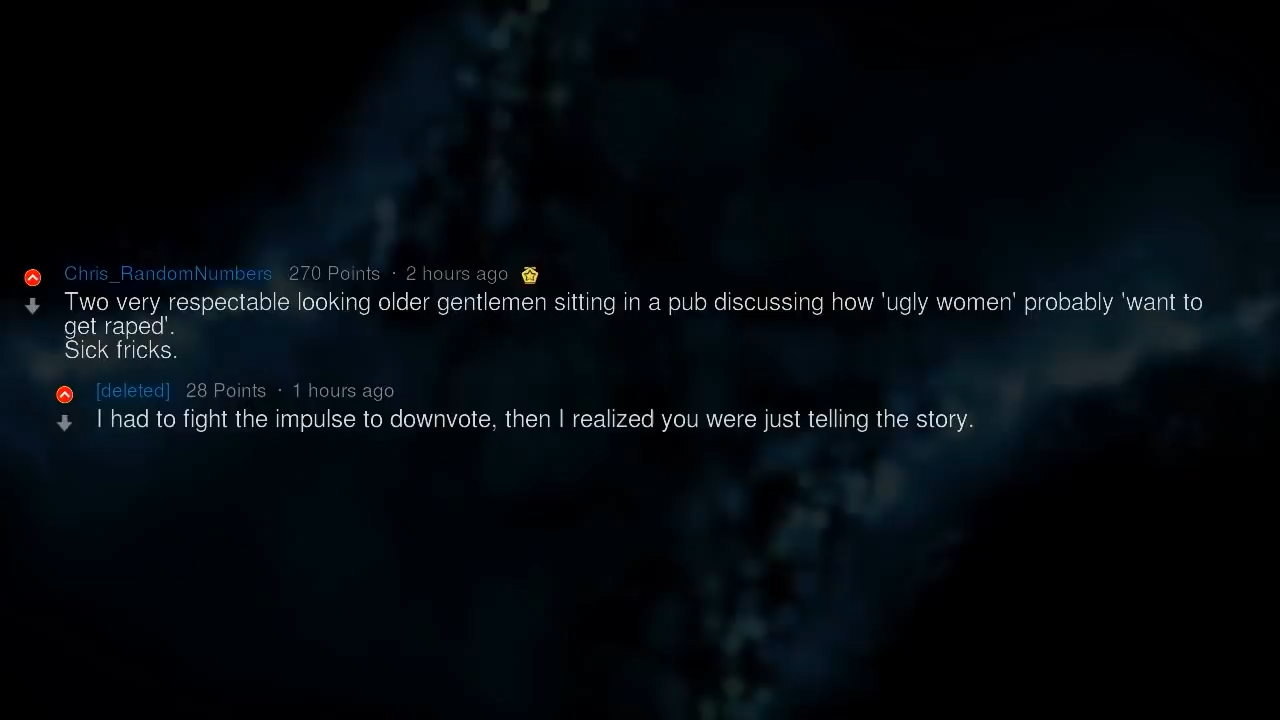 Chris_RandomNumbers 270 Points · 2 hours ago
Two very respectable looking older gentlemen sitting in a pub discussing how 'ugly women' probably 'want to
get raped'.
Sick fricks.
[deleted] 28 Points · 1 hours ago
I had to fight the impulse to downvote, then I realized you were just telling the story.